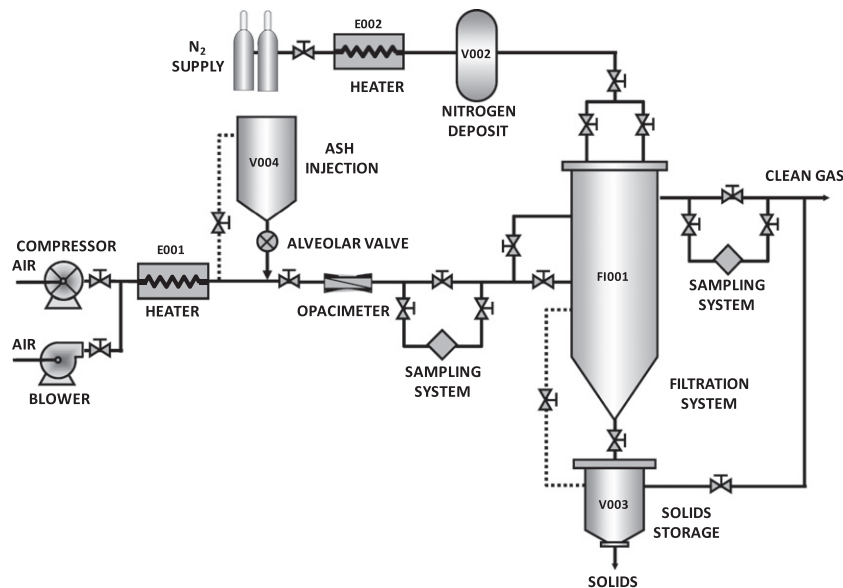 N2
SUPPLY
E002
HEATER
V002
NITROGEN
DEPOSIT
V004
ASH
INJECTION
ALVEOLAR VALVE
CLEAN GAS
SAMPLING
SYSTEM
COMPRESSOR
AIR
E001
HEATER
OPACIMETER
FI001
AIR
BLOWER
SAMPLING
SYSTEM
FILTRATION
SYSTEM
V003
SOLIDS
STORAGE
SOLIDS